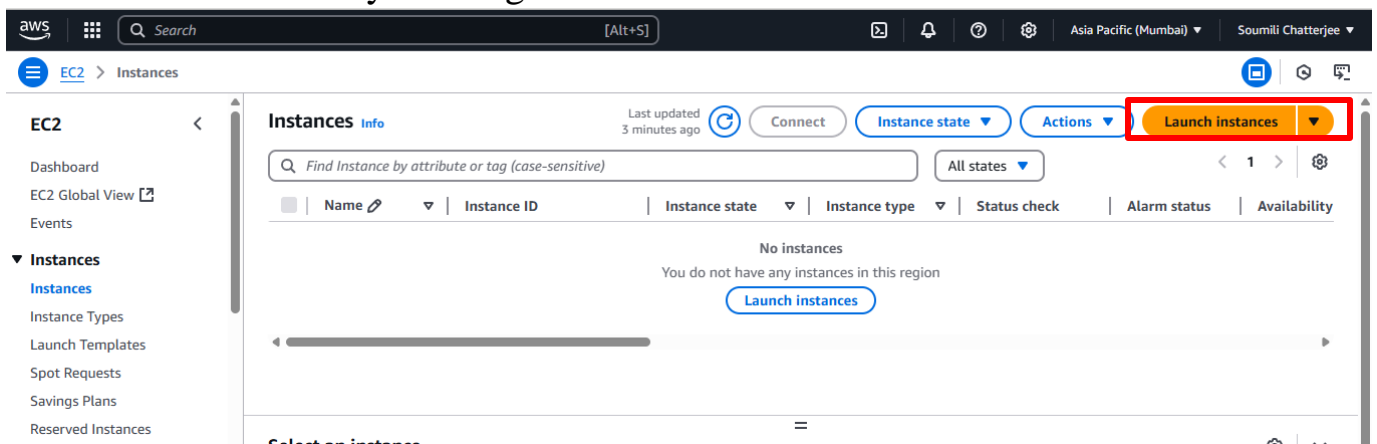 aws
Search
[Alt+S]
Asia Pacific (Mumbai)
Soumili Chatterjee
EC2 > Instances
EC2
Dashboard
EC2 Global View
Events
Instances
Instances
Instance Types
Launch Templates
Spot Requests
Savings Plans
Reserved Instances
Instances Info
Last updated
3 minutes ago
Connect
Instance state
Actions
Launch instances
Find Instance by attribute or tag (case-sensitive)
All states
1
Name
Instance ID
Instance state
Instance type
Status check
Alarm status
Availability
No instances
You do not have any instances in this region
Launch instances
Select an instance